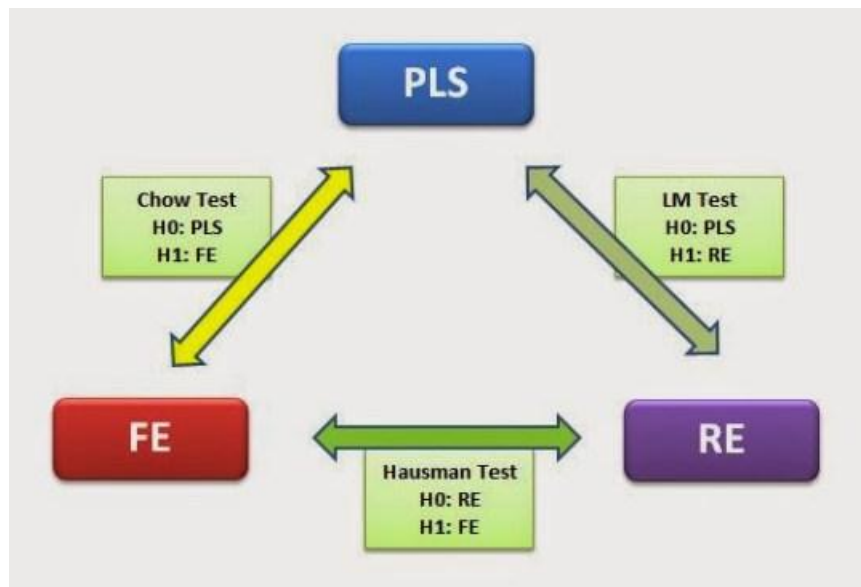 PLS
Chow Test
H0: PLS
H1: FE
LM Test
H0: PLS
H1: RE
FE
RE
Hausman Test
H0: RE
H1: FE